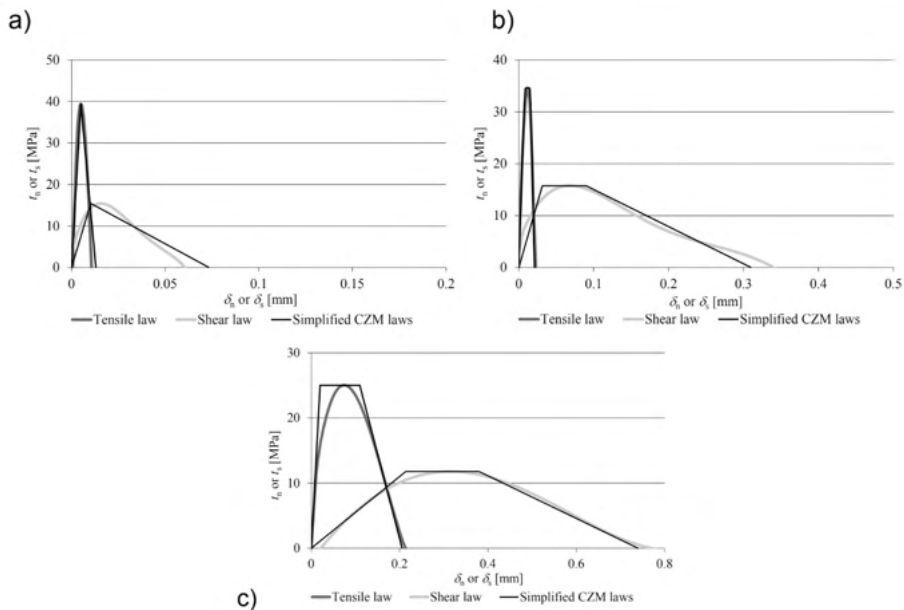 a)
50
40
30
20
10
0
tn or ts [MPa]
0
0.05
0.1
0.15
0.2
δn or δs [mm]
Tensile law Shear law Simplified CZM laws
b)
40
30
20
10
0
tn or ts [MPa]
0
0.1
0.2
0.3
0.4
0.5
δn or δs [mm]
Tensile law Shear law Simplified CZM laws
30
20
10
0
tn or ts [MPa]
0
0.2
0.4
0.6
0.8
δn or δs [mm]
c)
Tensile law Shear law Simplified CZM laws